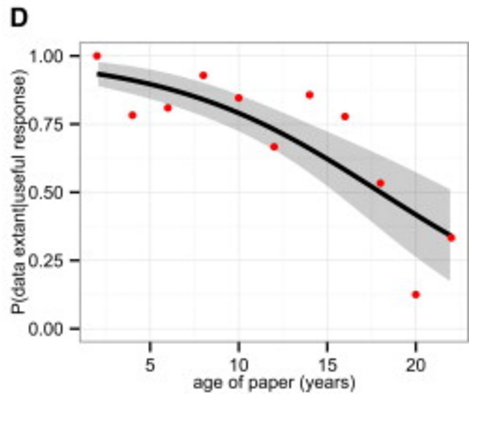 D
P(data extant|useful response)
1.00
0.75
0.50
0.25
0.00
5 10 15 20
age of paper (years)